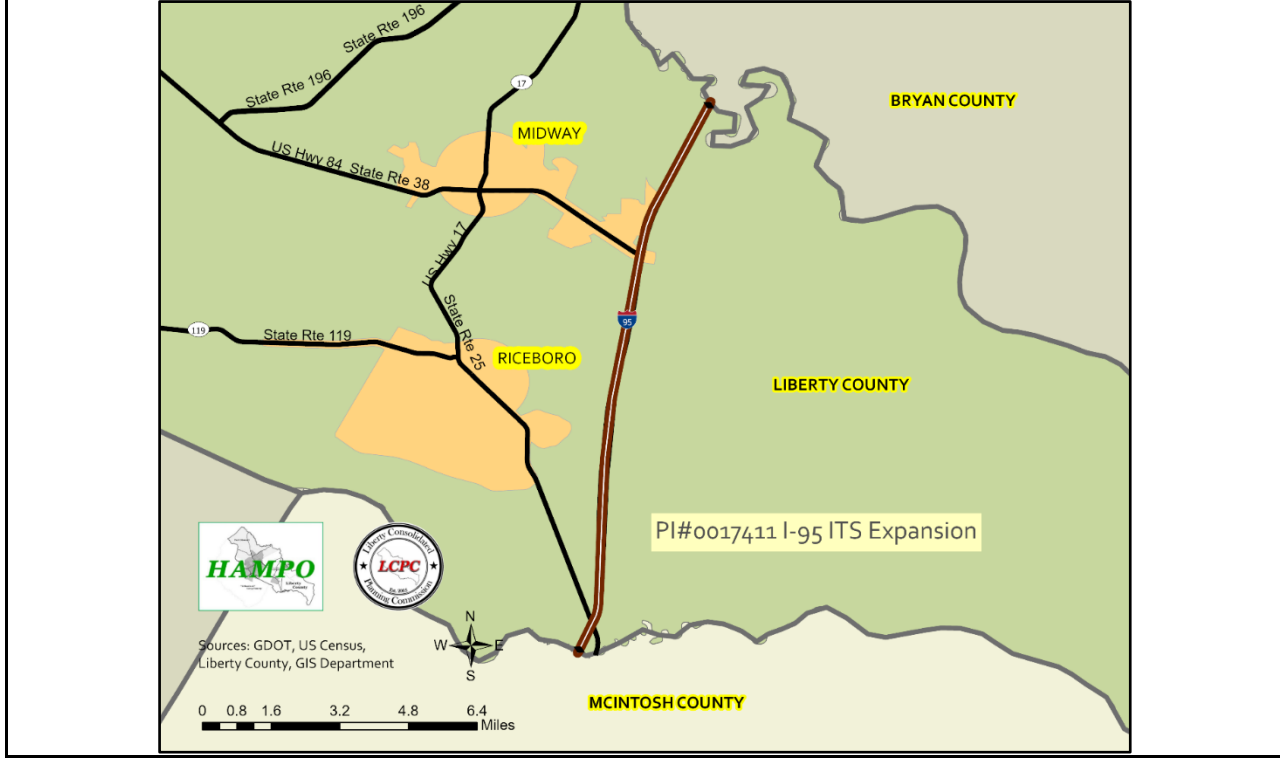 State Rte 196
State Rte 196
17
BRYAN COUNTY
MIDWAY
US Hwy 84 State Rte 38
US Hwy 17
State Rte 25
119
State Rte 119
95
RICEBORO
LIBERTY COUNTY
PI#0017411 I-95 ITS Expansion
HAMPO
Liberty
County
Liberty Consolidated
LCPC
Est. 2002
Planning Commission
N
W
E
S
Sources: GDOT, US Census,
Liberty County, GIS Department
MCINTOSH COUNTY
0 0.8 1.6 3.2 4.8 6.4
Miles